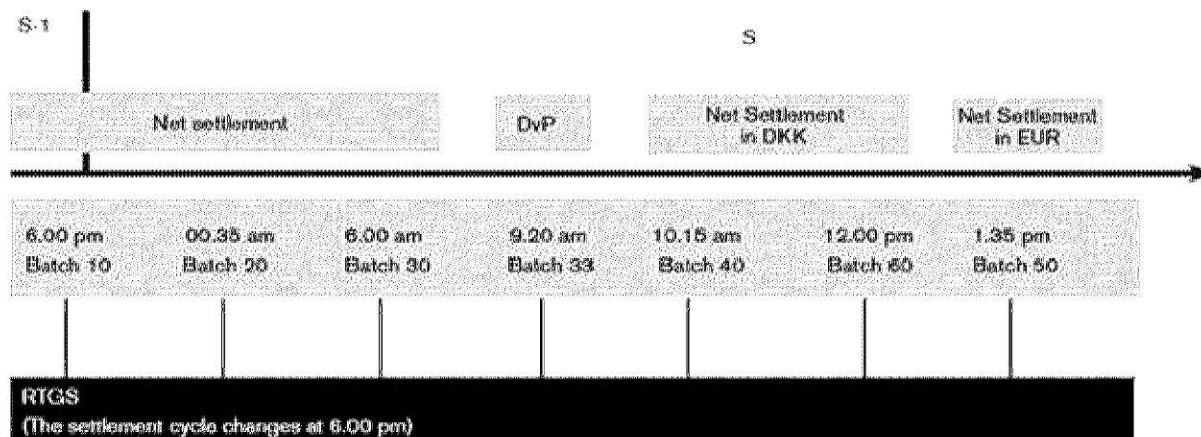 S-1
S
Net settlement
DvP
Net Settlement
in DKK
Net Settlement
in EUR
6.00 pm
Batch 10
00.35 am
Batch 20
6.00 am
Batch 30
9.20 am
Batch 33
10.15 am
Batch 40
12.00 pm
Batch 60
1.35 pm
Batch 50
RTGS
(The settlement cycle changes at 6.00 pm)